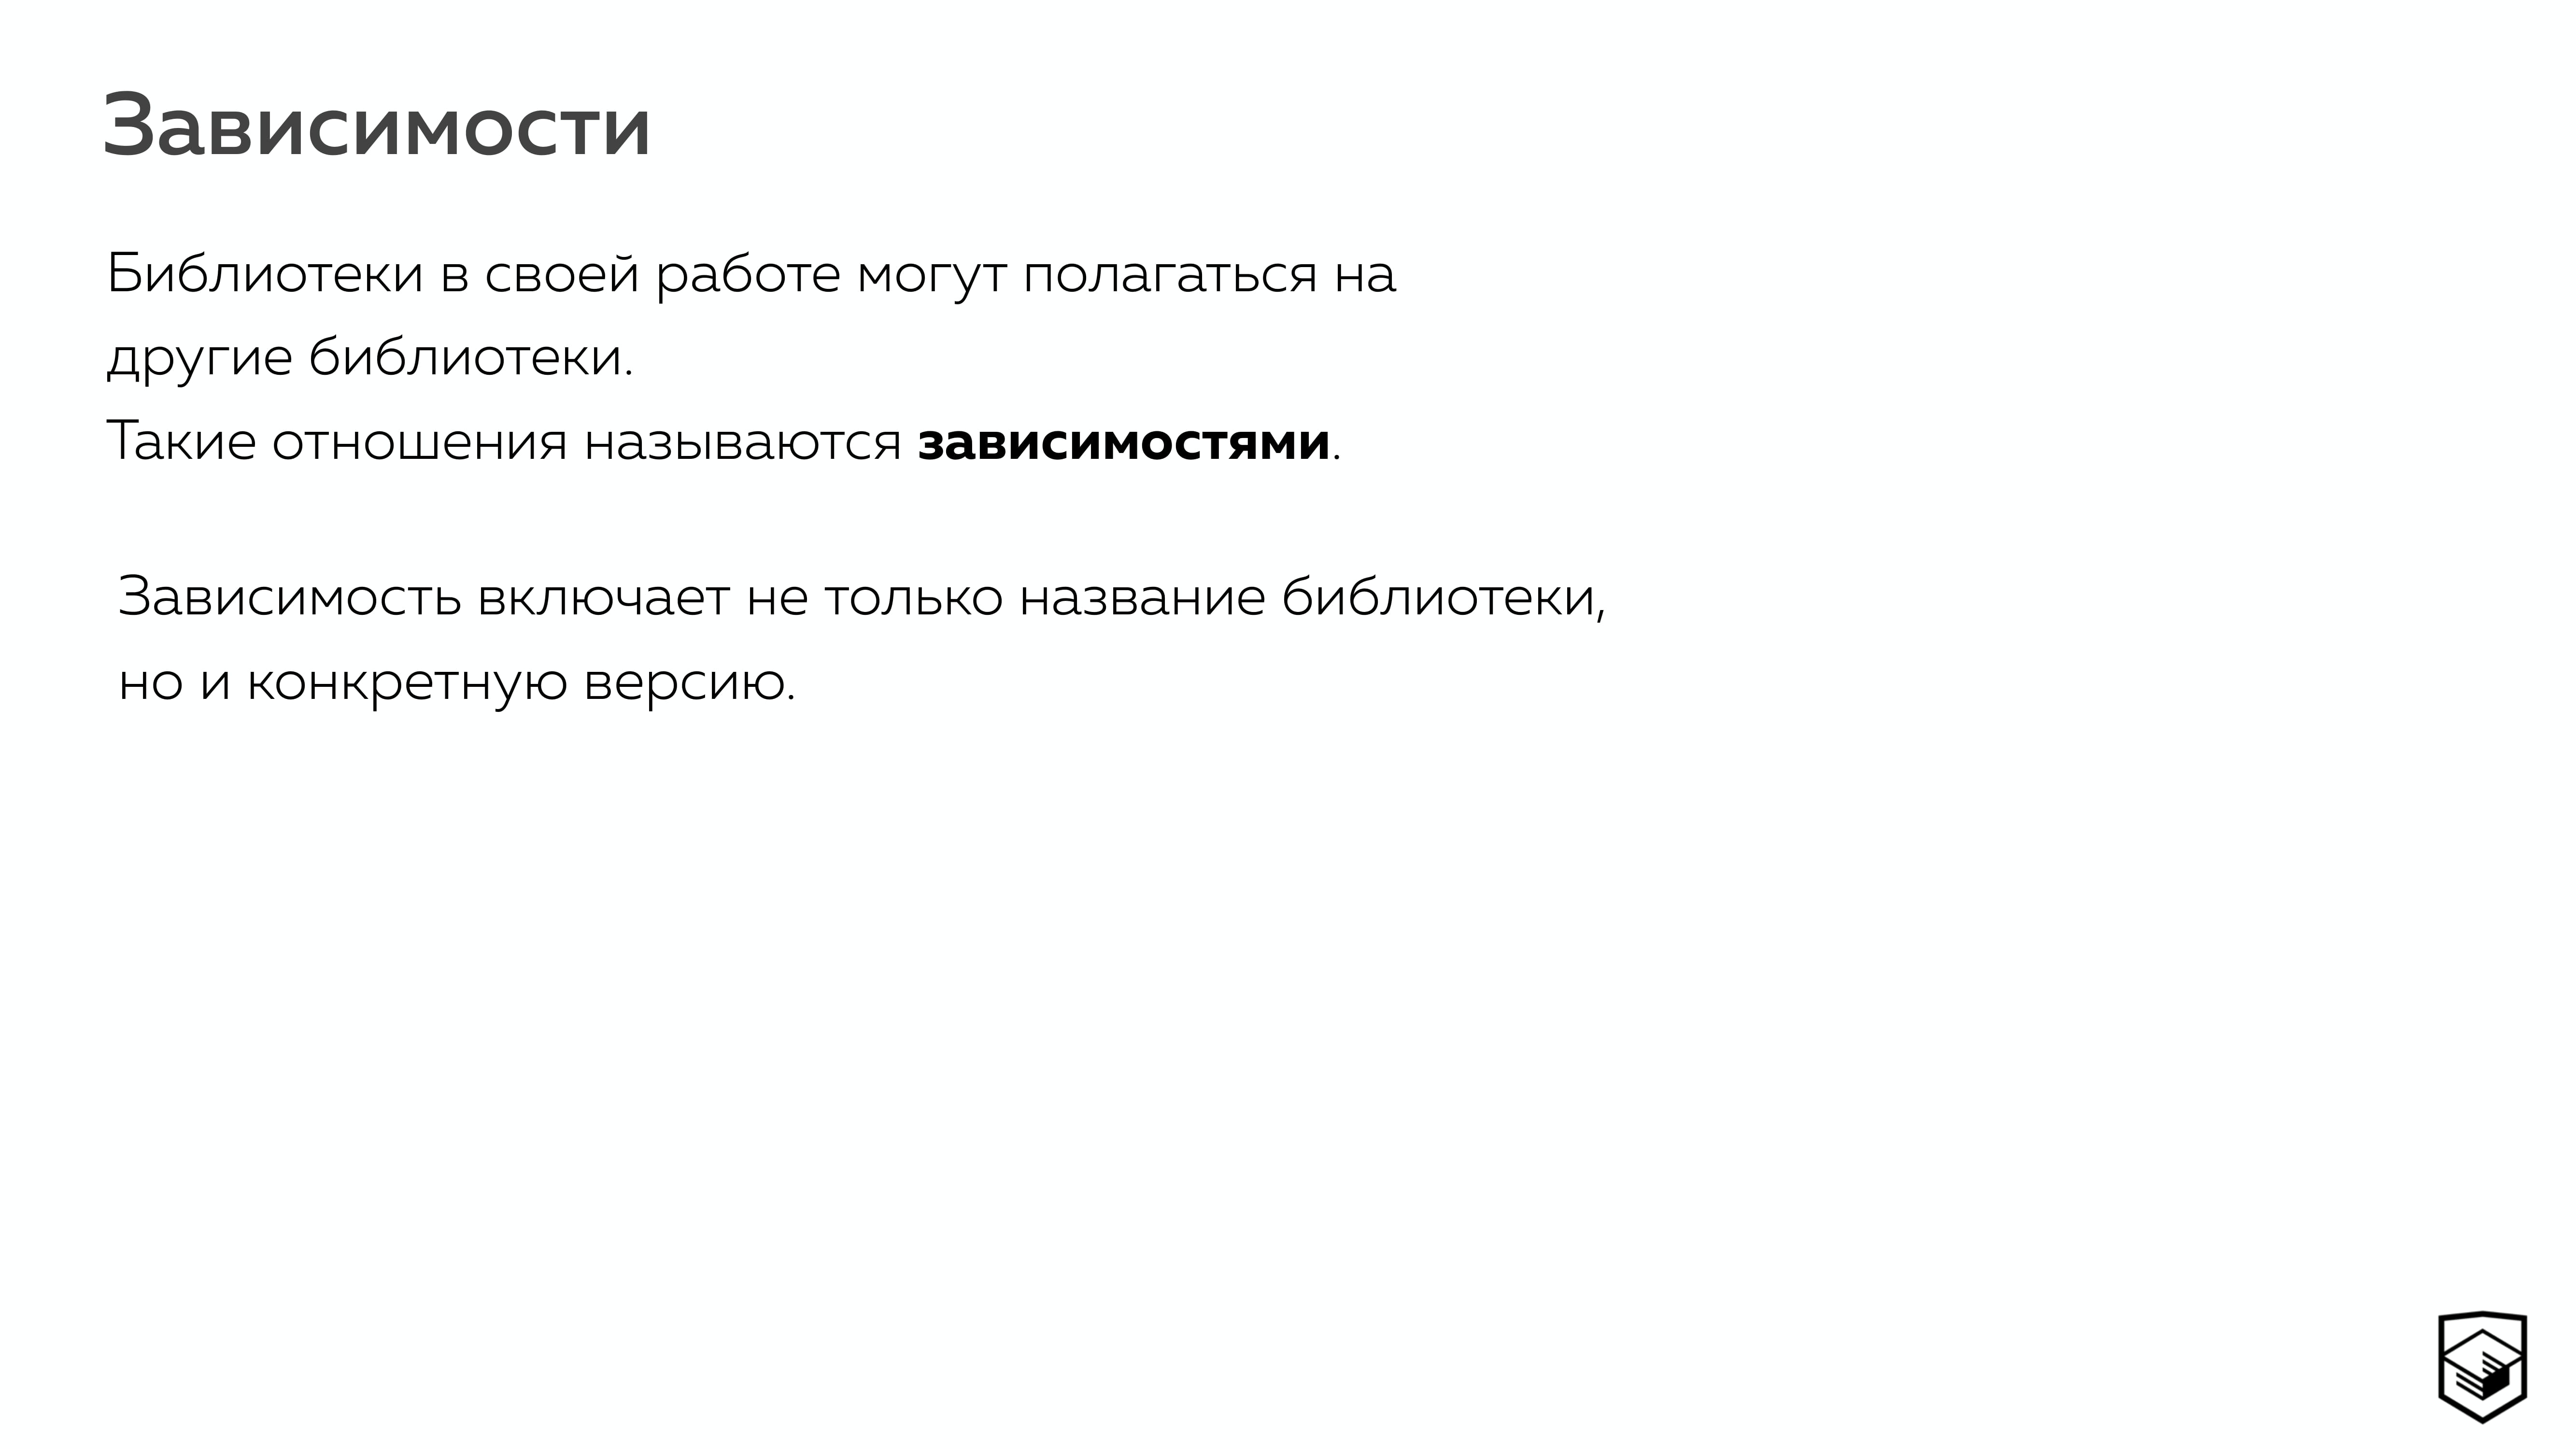 Зависимости
Библиотеки в своей работе могут полагаться на
другие библиотеки.
Такие отношения называются зависимостями.
Зависимость включает не только название библиотеки,
но и конкретную версию.